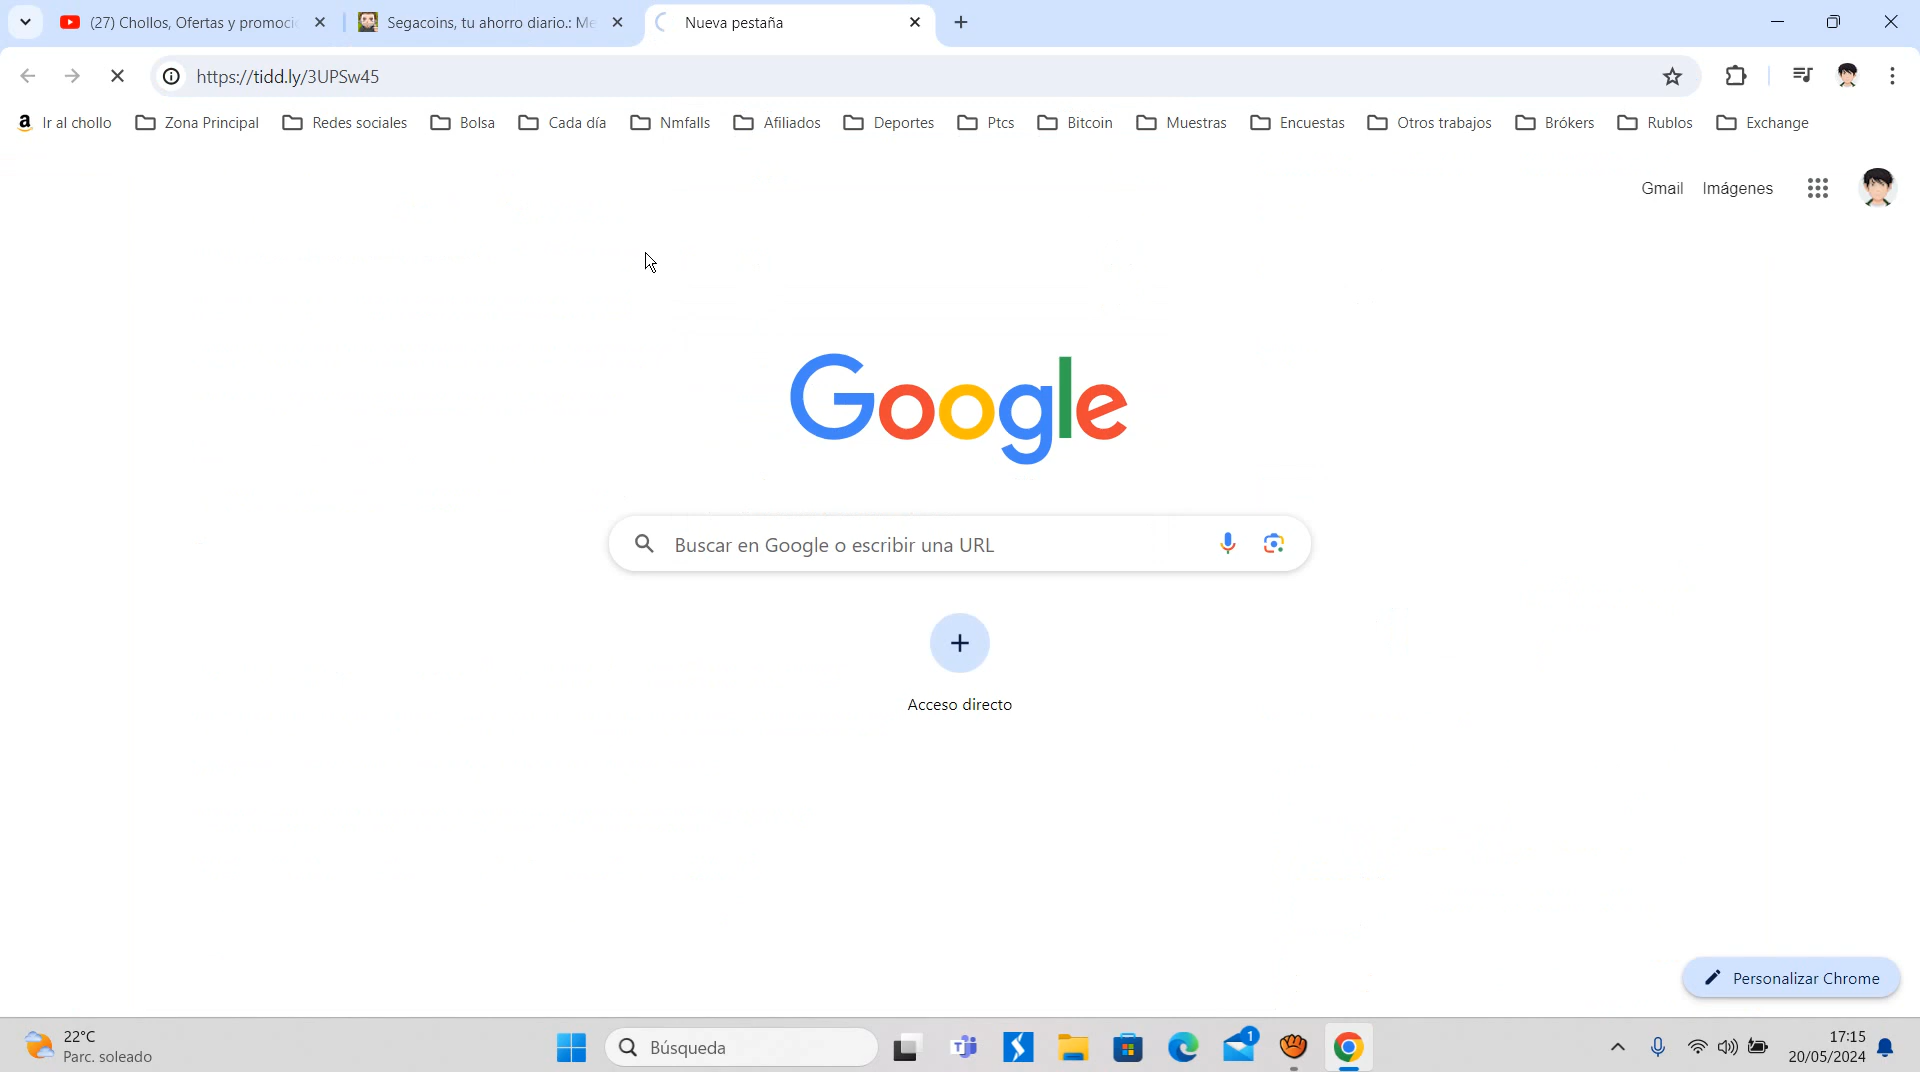 (27) Chollos, Ofertas y promoci
Segacoins, tu ahorro diario.: Me
Nueva pestaña
https://tidd.ly/3UPSw45
Ir al chollo
Zona Principal
Redes sociales
Bolsa
Cada día
Nmfalls
Afiliados
Deportes
Ptcs
Bitcoin
Muestras
Encuestas
Otros trabajos
Brókers
Rublos
Exchange
Gmail
Imágenes
Google
Buscar en Google o escribir una URL
Acceso directo
Personalizar Chrome
22°C
Parc. soleado
Búsqueda
1
17:15
20/05/2024